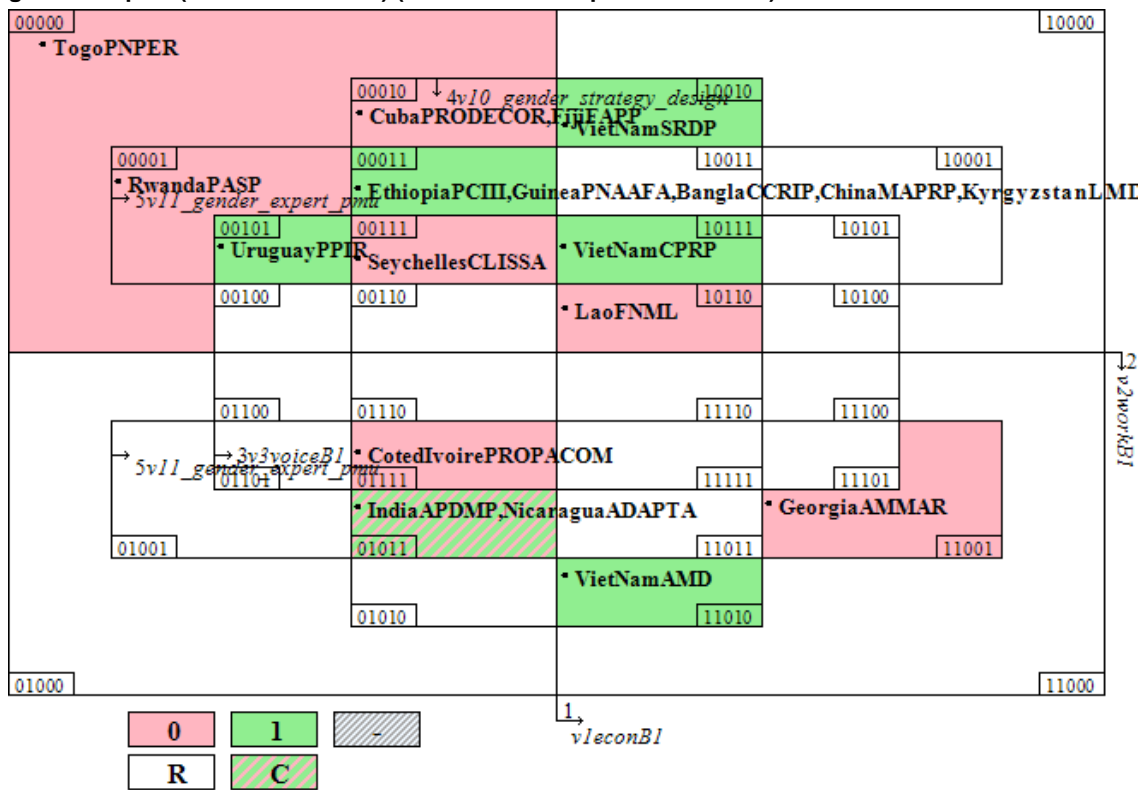 00000
10000
TogoPNPER
00010
4v10_gender_strategy_design
10010
CubaPRODECOR,FijiFAPP
VietNamSRDP
00001
00011
10011
10001
RwandaPASP
EthiopiaPCIII,GuineaPNAAFA,BanglaCCRIP,ChinaMAPRP,KyrgyzstanLMD
5v11_gender_expert_pmu
00101
00111
10111
10101
UruguayPPIR
SeychellesCLISSA
VietNamCPRP
00100
00110
10110
10100
LaoFNML
2
v2workB1
01100
01110
11110
11100
5v11_gender_expert_pmu
3v3voiceB1
CotedIvoirePROPACOM
01101
01111
11111
11101
IndiaAPDMP,NicaraguaADAPTA
GeorgiaAMMAR
01001
01011
11011
11001
VietNamAMD
01010
11010
01000
11000
1
v1econB1
0
1
-
R
C